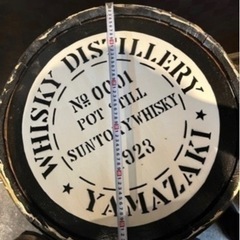 WHISKY DISTILLERY
No 0001
POT STILL
SUNTORY WHISKY
1923
YAMAZAKI